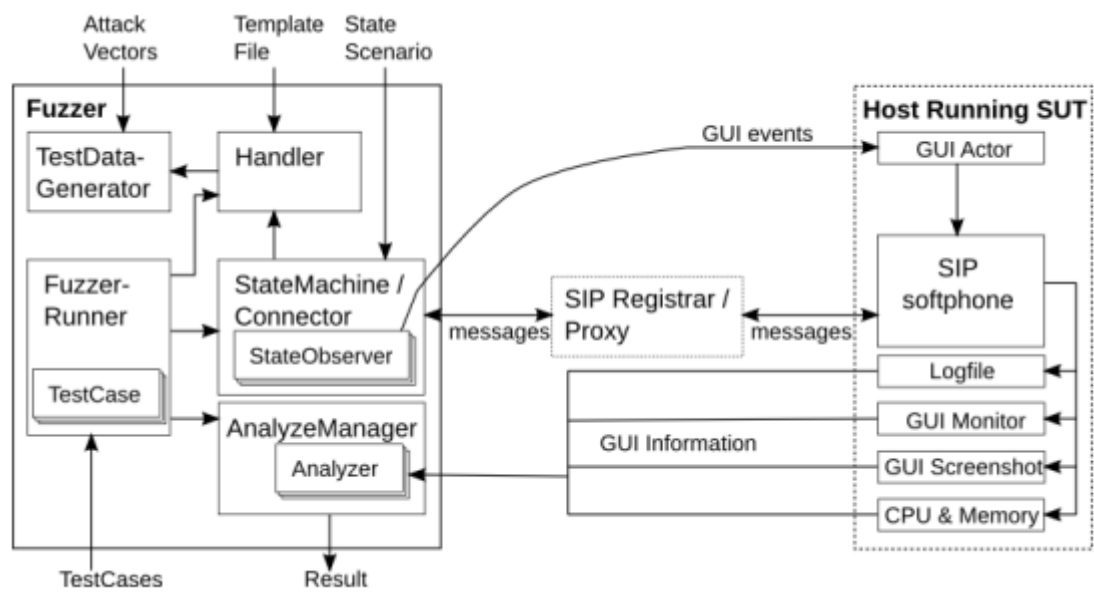 Attack
Vectors
Template
File
State
Scenario
Fuzzer
TestData-
Generator
Handler
Fuzzer-
Runner
TestCase
StateMachine /
Connector
StateObserver
AnalyzeManager
Analyzer
TestCases
Result
GUI events
messages
SIP Registrar /
Proxy
messages
GUI Information
Host Running SUT
GUI Actor
SIP
softphone
Logfile
GUI Monitor
GUI Screenshot
CPU & Memory